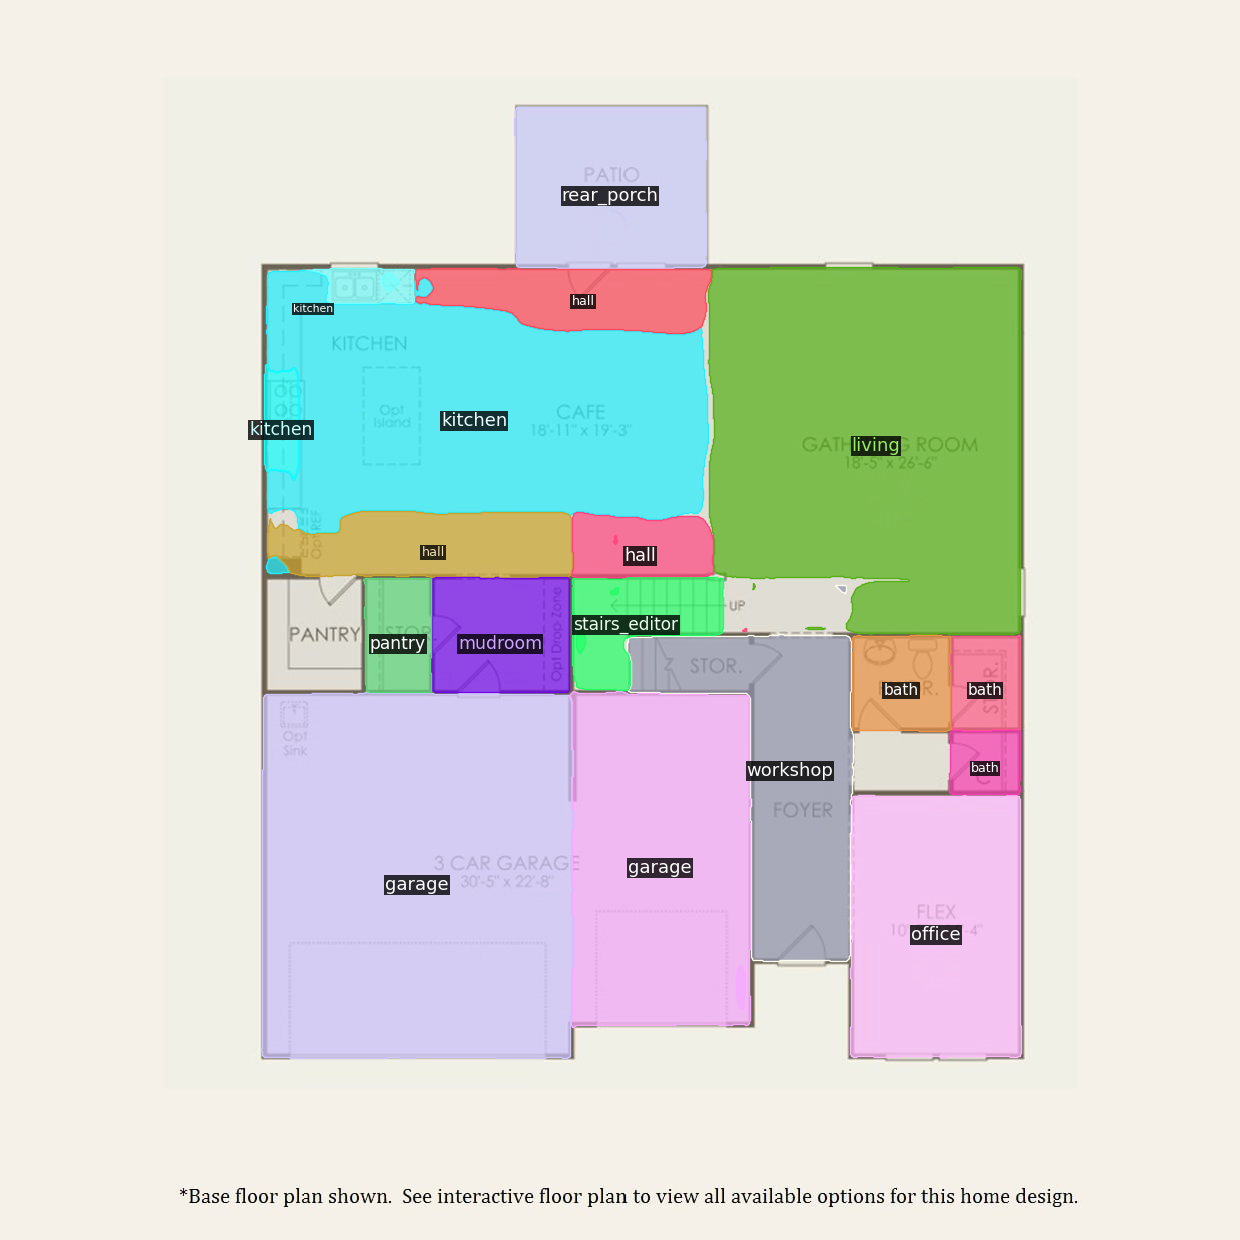 PATIO
rear_porch
hall
kitchen
KITCHEN
Opt
Island
CAFE
18'-11" x 19'-3"
kitchen
kitchen
GATHERING ROOM
living
18'-5" x 26'-6"
Opt REF
hall
hall
UP
stairs_editor
PANTRY
STOR.
pantry
mudroom
Opt Drop Zone
STOR.
bath
bath
STOR.
Opt
Sink
workshop
bath
FOYER
3 CAR GARAGE
30'-5" x 22'-8"
garage
garage
FLEX
office
*Base floor plan shown. See interactive floor plan to view all available options for this home design.